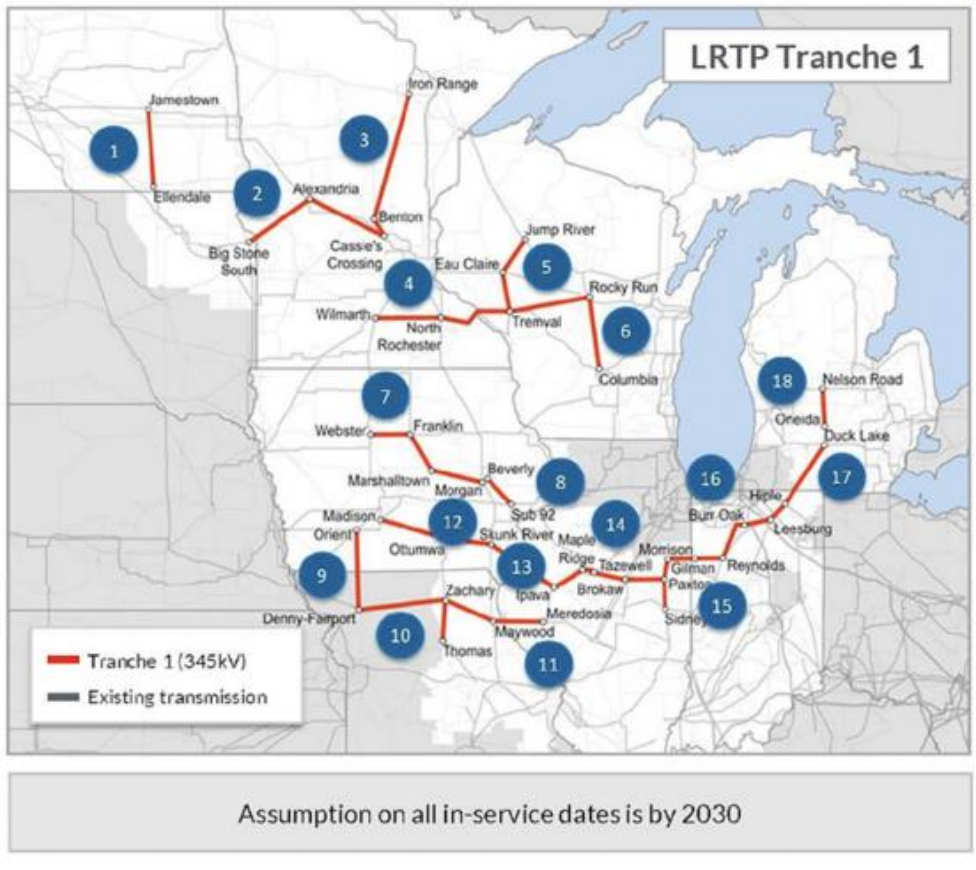 LRTP Tranche 1
Iron Range
Jamestown
1
3
2
Ellendale
Alexandria
Benton
Cassie's
Crossing
Big Stone
South
Jump River
Eau Claire
5
4
Rocky Run
Wilmarth
North
Rochester
Tremval
6
Columbia
18
Nelson Road
7
Oneida
Webster
Franklin
Duck Lake
Marshalltown
Beverly
Morgan
8
16
17
Hiple
Sub 92
Burr Oak
Leesburg
Madison
12
14
Orient
Skunk River
Maple
Ridge
Ottumwa
Morrison
13
Tazewell
Gilman
Reynolds
9
Paxton
Ipava
Brokaw
15
Zachary
Meredosia
Sidney
Denny-Fairport
10
Maywood
Thomas
11
Tranche 1 (345kV)
Existing transmission
Assumption on all in-service dates is by 2030